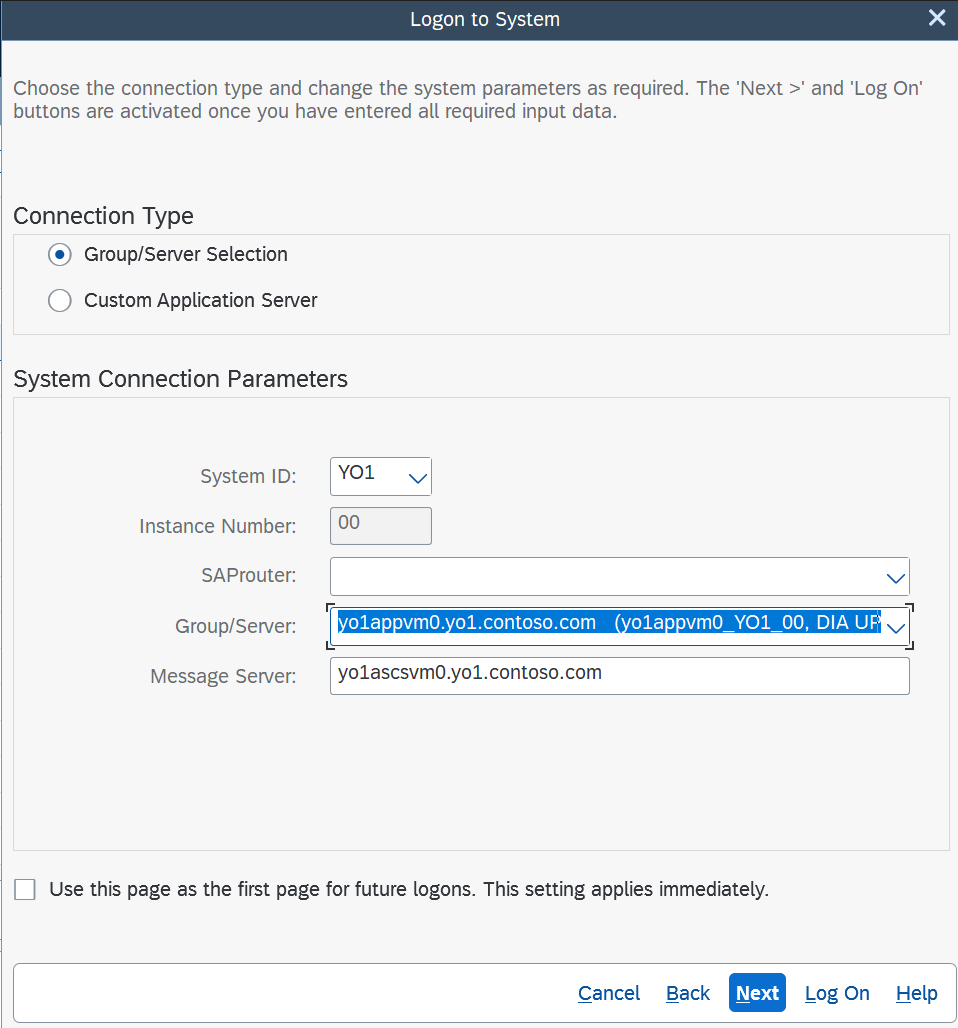 Logon to System
Choose the connection type and change the system parameters as required. The 'Next >' and 'Log On'
buttons are activated once you have entered all required input data.
Connection Type
Group/Server Selection
Custom Application Server
System Connection Parameters
System ID: YO1
Instance Number: 00
SAProuter:
Group/Server: yo1appvm0.yo1.contoso.com (yo1appvm0_YO1_00, DIA UP
Message Server: yo1ascsvm0.yo1.contoso.com
Use this page as the first page for future logons. This setting applies immediately.
Cancel Back Next Log On Help